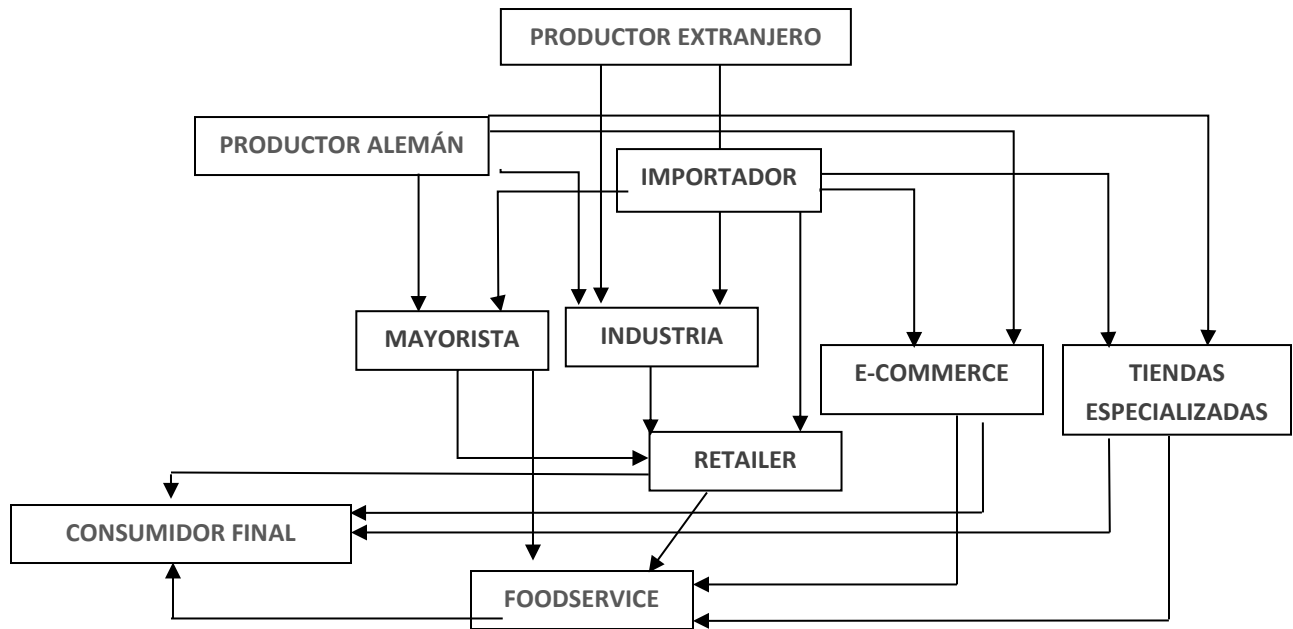 PRODUCTOR EXTRANJERO
PRODUCTOR ALEMÁN
IMPORTADOR
MAYORISTA
INDUSTRIA
E-COMMERCE
TIENDAS
ESPECIALIZADAS
RETAILER
CONSUMIDOR FINAL
FOODSERVICE